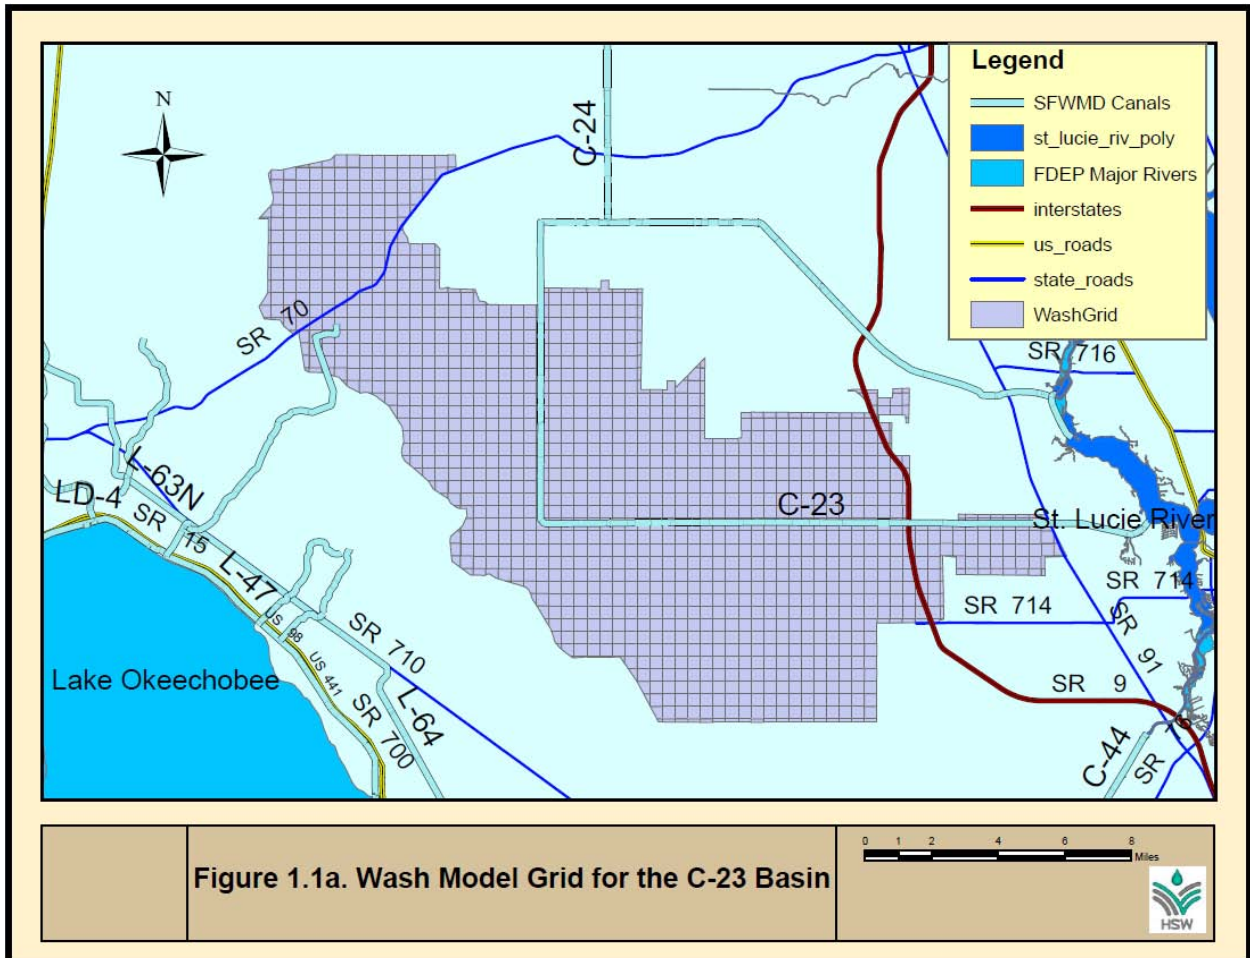 Legend
SFWMD Canals
st_lucie_riv_poly
FDEP Major Rivers
interstates
us_roads
state_roads
WashGrid
N
C-24
SR 70
SR 716
L-63N
LD-4
SR 15
C-23
St. Lucie River
L-47
SR 714
SR 714
US 98
SR 710
SR 91
US 441
Lake Okeechobee
SR 9
L-64
SR 700
C-44
SR 76
Figure 1.1a. Wash Model Grid for the C-23 Basin
0 1 2 4 6 8
Miles
HSW